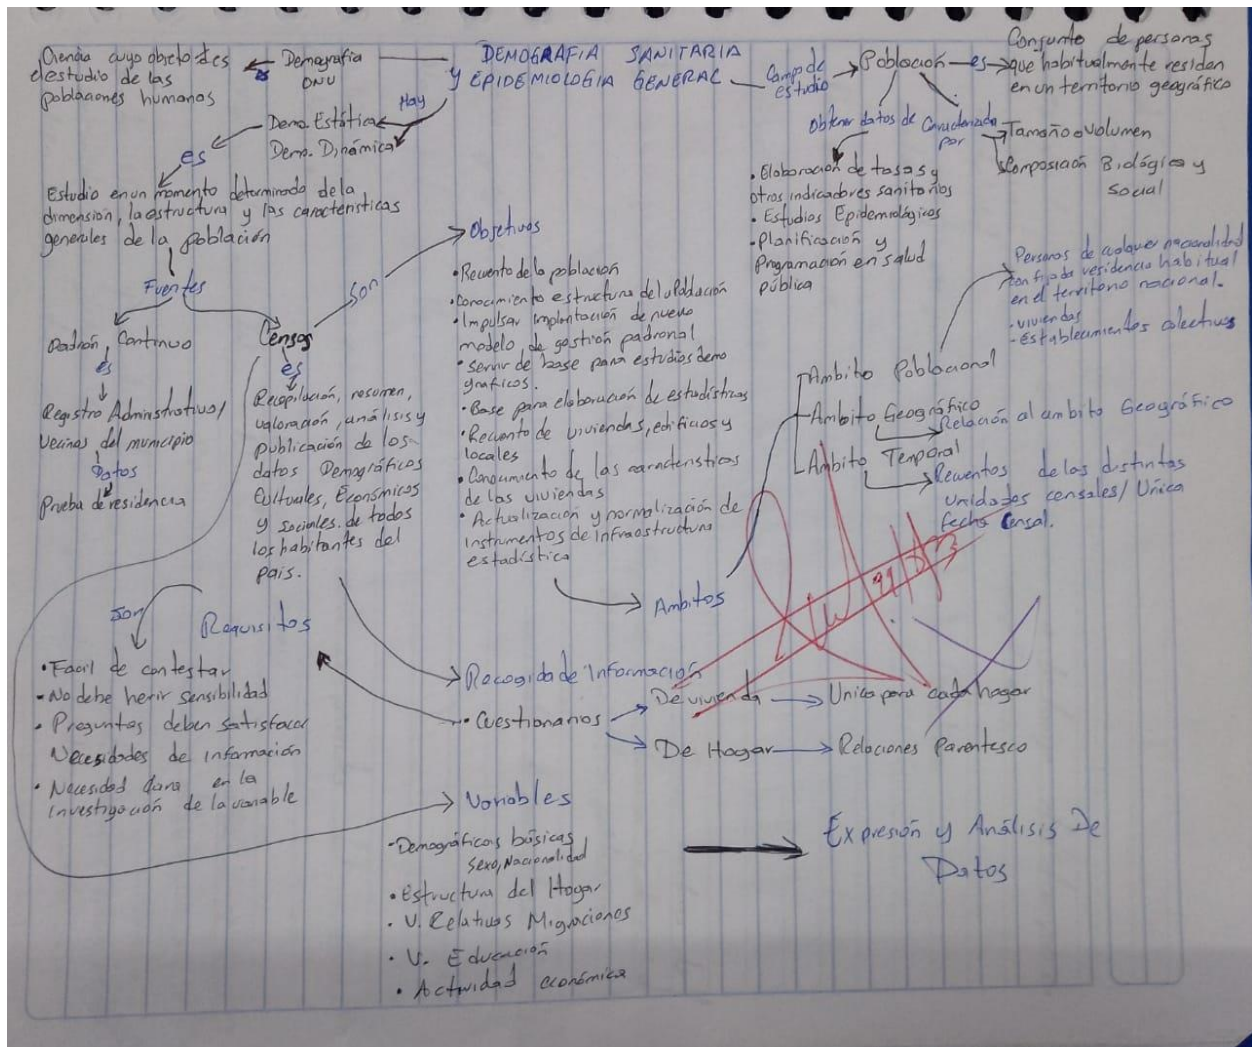 DEMOGRAFIA SANITARIA
Y EPIDEMIOLOGIA GENERAL
Demografia
ONU
es
Ciencia cuyo objeto es
el estudio de las
poblaciones humanas
Hay
Demo. Estática
Demo. Dinámica
es
Estudio en un momento determinado de la
dimensión, la estructura y las características
generales de la población
Fuentes
Padrón Continuo
es
Registro Administrativo/
Vecinos del municipio
Datos
Prueba de residencia
Censos
es
Recopilación, resumen,
valoración, análisis y
publicación de los
datos Demográficos
Culturales, Económicos
y sociales. de todos
los habitantes del
país.
Son
Objetivos
• Recuento de la población
• Conocimiento estructura de la Población
• Impulsar implantación de nuevo
modelo de gestión padronal
• Servir de base para estudios demo
graficos.
• Base para elaboración de estadísticas
• Recuento de viviendas, edificios y
locales
• Conocimiento de las caracteristicas
de las viviendas
• Actualización y normalización de
instrumentos de infraestructura
estadística
Campo de
estudio
Población
es
Conjunto de personas
que habitualmente residen
en un territorio geográfico
Obtener datos de
• Elaboración de tasas y
otros indicadores sanitorios
• Estudios Epidemiológicos
• Planificación y
Programación en salud
pública
Caracterizada
por
Tamaño o Volumen
Composición Biológica y
Social
Ambitos
Ambito Poblacional
Personas de cualquier nacionalidad
con fijada residencia habitual
en el territorio nacional.
- viviendas
- Establecimientos colectivos
Ambito Geográfico
Relación al ambito Geográfico
Ambito Temporal
Recuentos de las distintas
Unidades censales/ Unica
fecha Censal.
Recogida de Información
• Cuestionarios
De vivienda
Unica para cada hogar
De Hogar
Relaciones Parentesco
Requisitos
Son
• Facil de contestar
• No debe herir sensibilidad
• Preguntas deben satisfacer
Necesidades de información
• Necesidad clara en la
investigación de la variable
Variables
• Demográficas básicas
Sexo, Nacionalidad
• Estructura del Hogar
• V. Relativas Migraciones
• V. Educación
• Actividad económica
Expresión y Análisis De
Datos